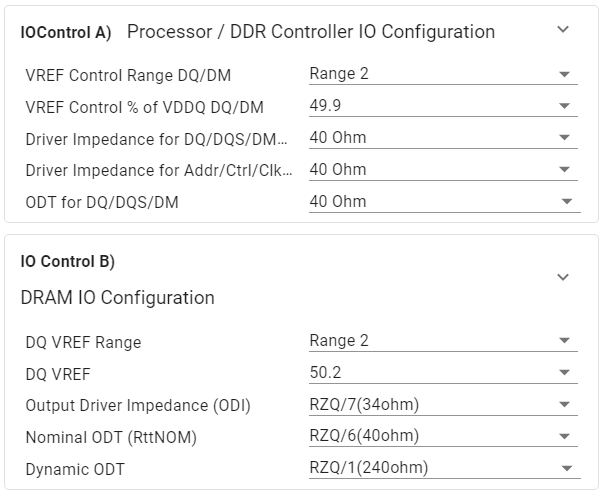 IOControl A) Processor / DDR Controller IO Configuration
VREF Control Range DQ/DM Range 2
VREF Control % of VDDQ DQ/DM 49.9
Driver Impedance for DQ/DQS/DM... 40 Ohm
Driver Impedance for Addr/Ctrl/Clk... 40 Ohm
ODT for DQ/DQS/DM 40 Ohm
IO Control B)
DRAM IO Configuration
DQ VREF Range Range 2
DQ VREF 50.2
Output Driver Impedance (ODI) RZQ/7(34ohm)
Nominal ODT (RttNOM) RZQ/6(40ohm)
Dynamic ODT RZQ/1(240ohm)